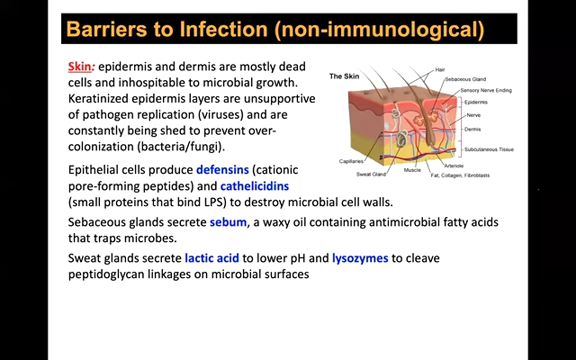 Barriers to Infection (non-immunological)
Skin: epidermis and dermis are mostly dead
cells and inhospitable to microbial growth.
Keratinized epidermis layers are unsupportive
of pathogen replication (viruses) and are
constantly being shed to prevent over-
colonization (bacteria/fungi).
The Skin
Hair
Sebaceous Gland
Sensory Nerve Ending
Epidermis
Nerve
Dermis
Subcutaneous Tissue
Capillaries
Sweat Gland
Muscle
Arteriole
Fat, Collagen, Fibroblasts
Epithelial cells produce defensins (cationic
pore-forming peptides) and cathelicidins
(small proteins that bind LPS) to destroy microbial cell walls.
Sebaceous glands secrete sebum, a waxy oil containing antimicrobial fatty acids
that traps microbes.
Sweat glands secrete lactic acid to lower pH and lysozymes to cleave
peptidoglycan linkages on microbial surfaces